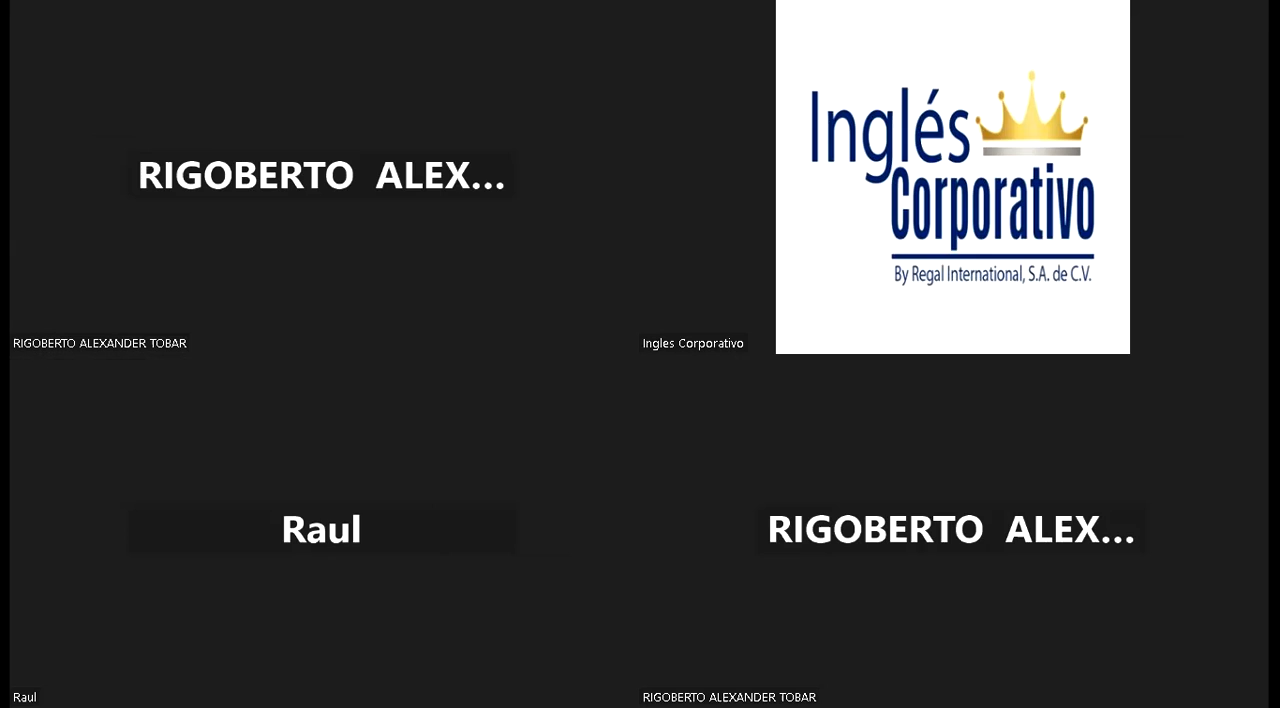 RIGOBERTO ALEX...
RIGOBERTO ALEXANDER TOBAR
Inglés
Corporativo
By Regal International, S.A. de C.V.
Ingles Corporativo
Raul
Raul
RIGOBERTO ALEX...
RIGOBERTO ALEXANDER TOBAR